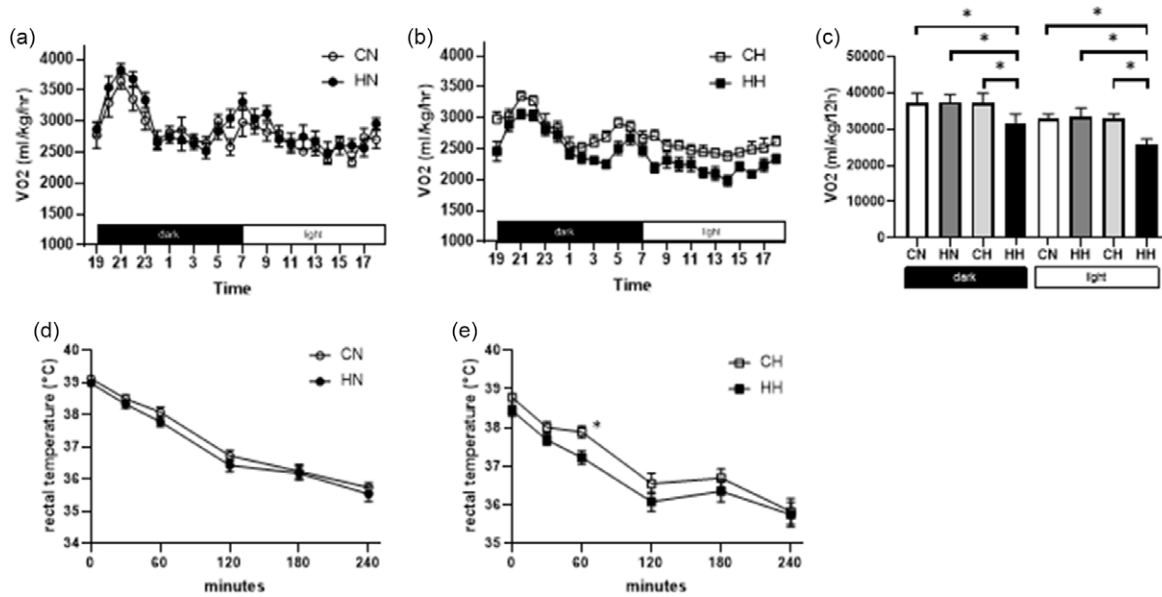 (a)
CN
HN
VO2 (ml/kg/hr)
4000
3500
3000
2500
2000
1500
1000
dark
light
19 21 23 1 3 5 7 9 11 13 15 17
Time
(b)
CH
HH
VO2 (ml/kg/hr)
4000
3500
3000
2500
2000
1500
1000
dark
light
19 21 23 1 3 5 7 9 11 13 15 17
Time
(c)
* *
* *
* *
VO2 (ml/kg/12h)
50000
40000
30000
20000
10000
0
CN HN CH HH CN HH CH HH
dark light
(d)
CN
HN
rectal temperature (°C)
40
39
38
37
36
35
34
0 60 120 180 240
minutes
(e)
CH
HH
*
rectal temperature (°C)
40
39
38
37
36
35
0 60 120 180 240
minutes